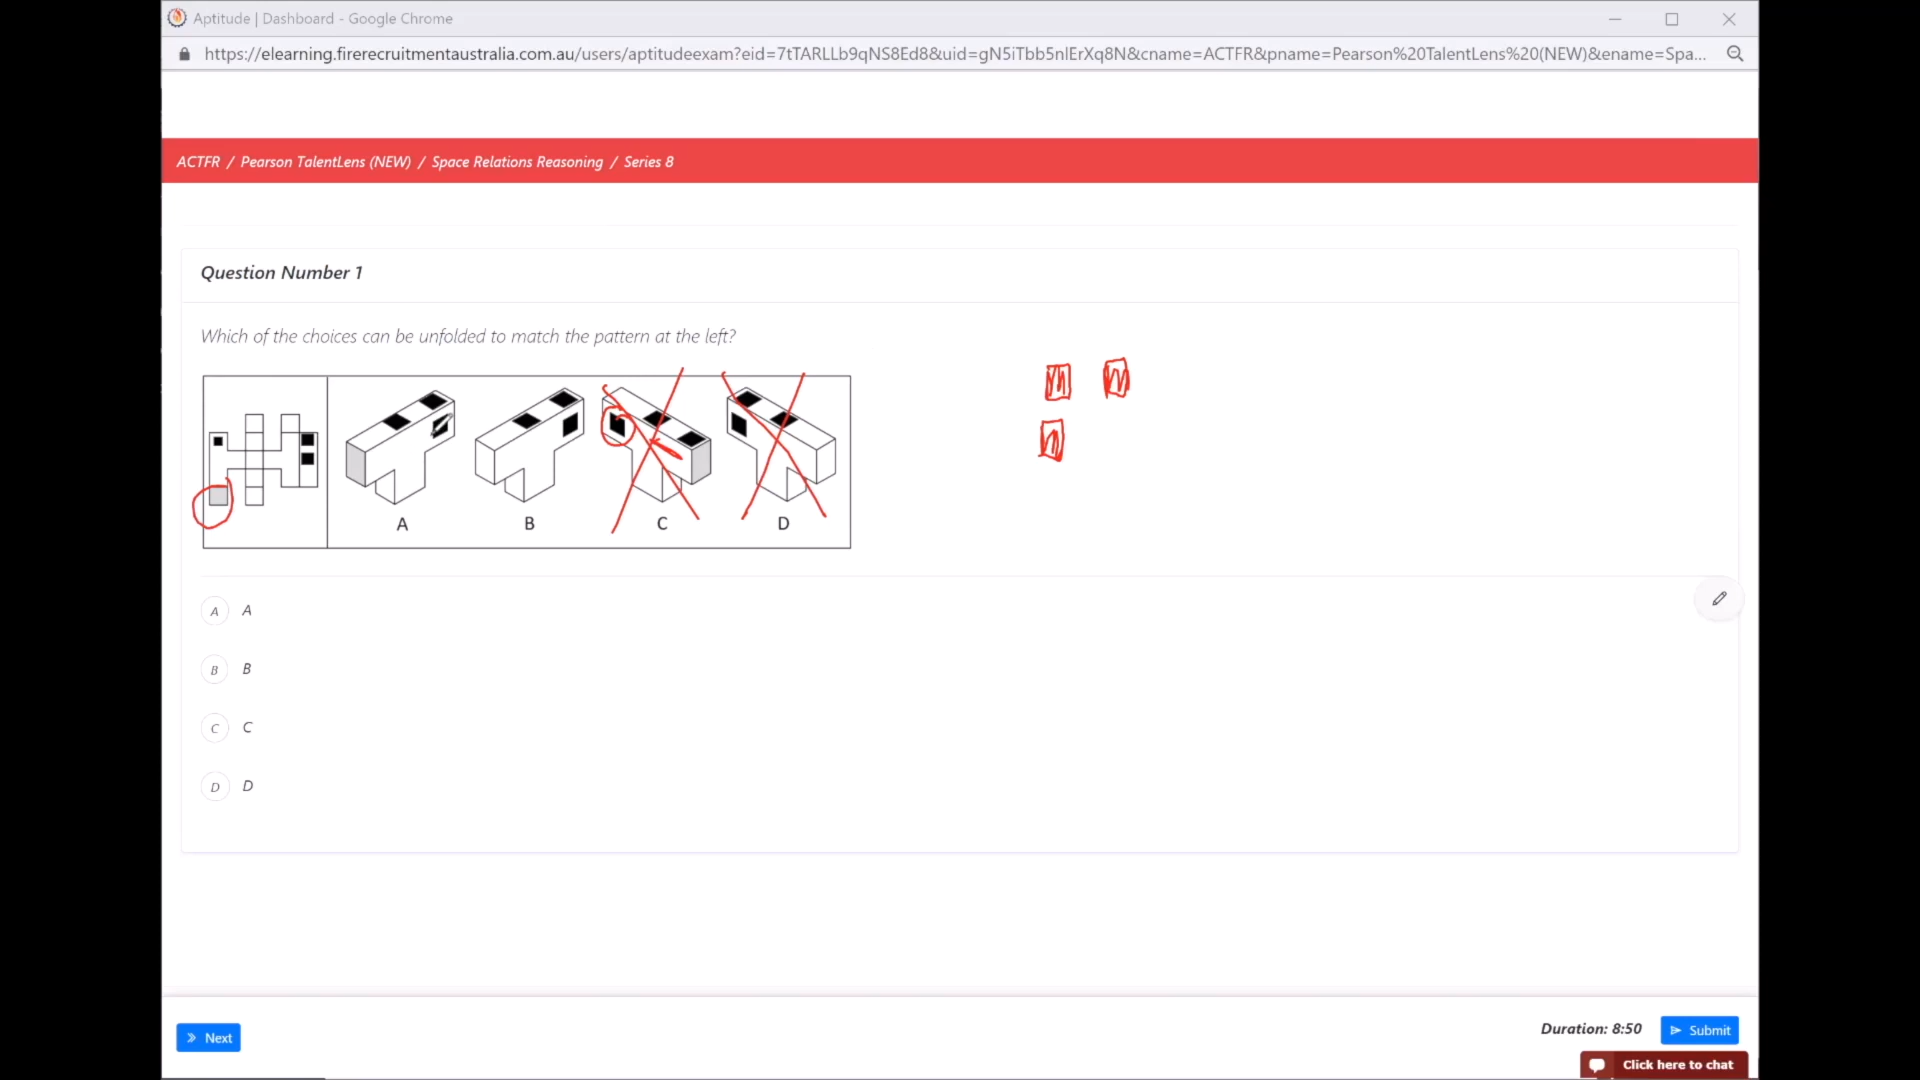 Aptitude | Dashboard - Google Chrome
https://elearning.firerecruitmentaustralia.com.au/users/aptitudeexam?eid=7tTARLLb9qNS8Ed8&uid=gN5iTbb5nlErXq8N&cname=ACTFR&pname=Pearson%20TalentLens%20(NEW)&ename=Spa...
ACTFR / Pearson TalentLens (NEW) / Space Relations Reasoning / Series 8
Question Number 1
Which of the choices can be unfolded to match the pattern at the left?
A B C D
A A
B B
C C
D D
Next
Duration: 8:50
Submit
Click here to chat